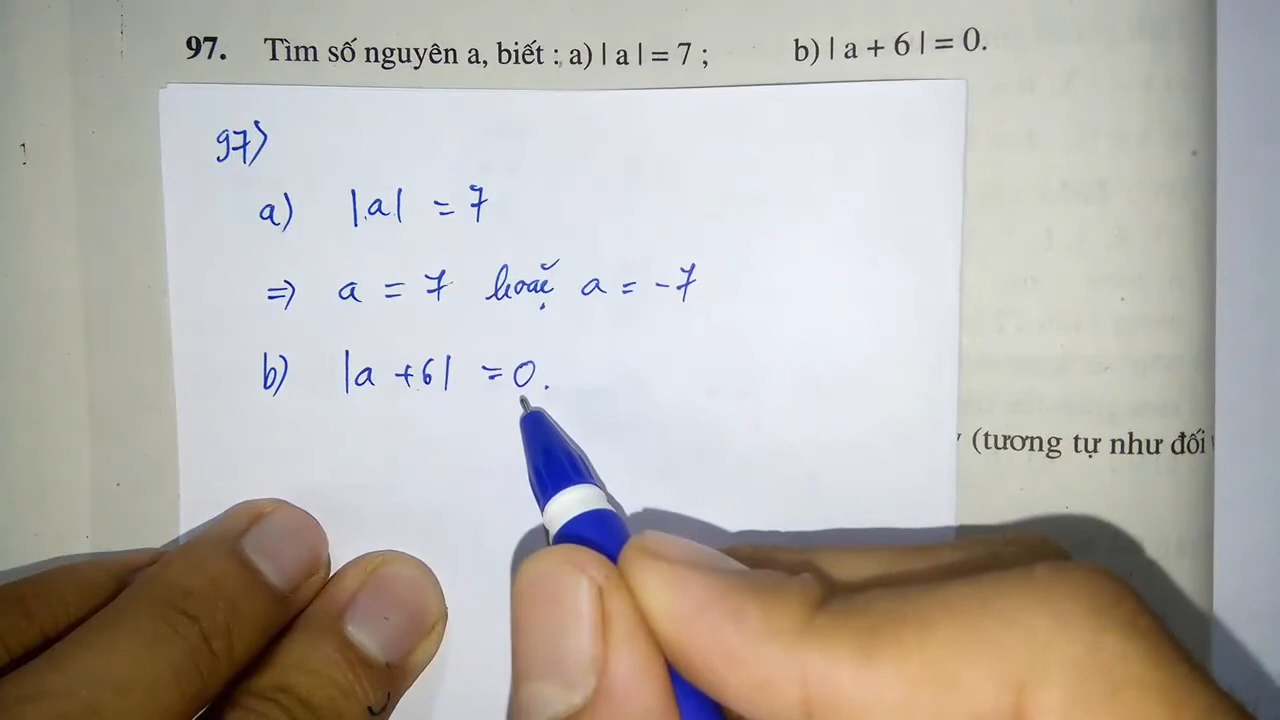 97. Tìm số nguyên a, biết : a) | a | = 7 ; b) | a + 6 | = 0.
97)
a) |a| = 7
=> a = 7 hoặc a = -7
b) |a + 6| = 0.
(tương tự như đối